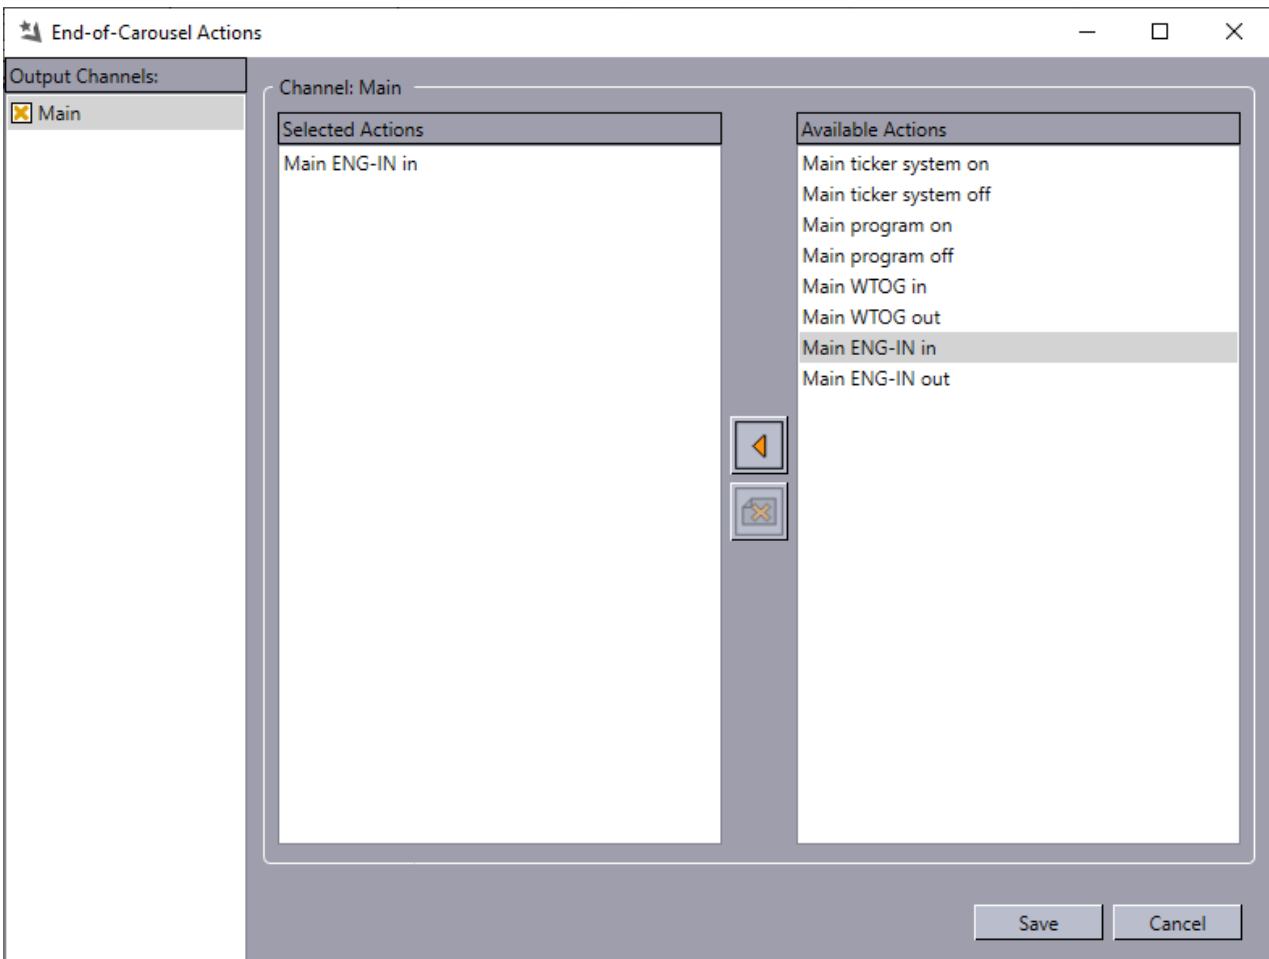 End-of-Carousel Actions
Output Channels:
Main
Channel: Main
Selected Actions
Main ENG-IN in
Available Actions
Main ticker system on
Main ticker system off
Main program on
Main program off
Main WTOG in
Main WTOG out
Main ENG-IN in
Main ENG-IN out
Save
Cancel